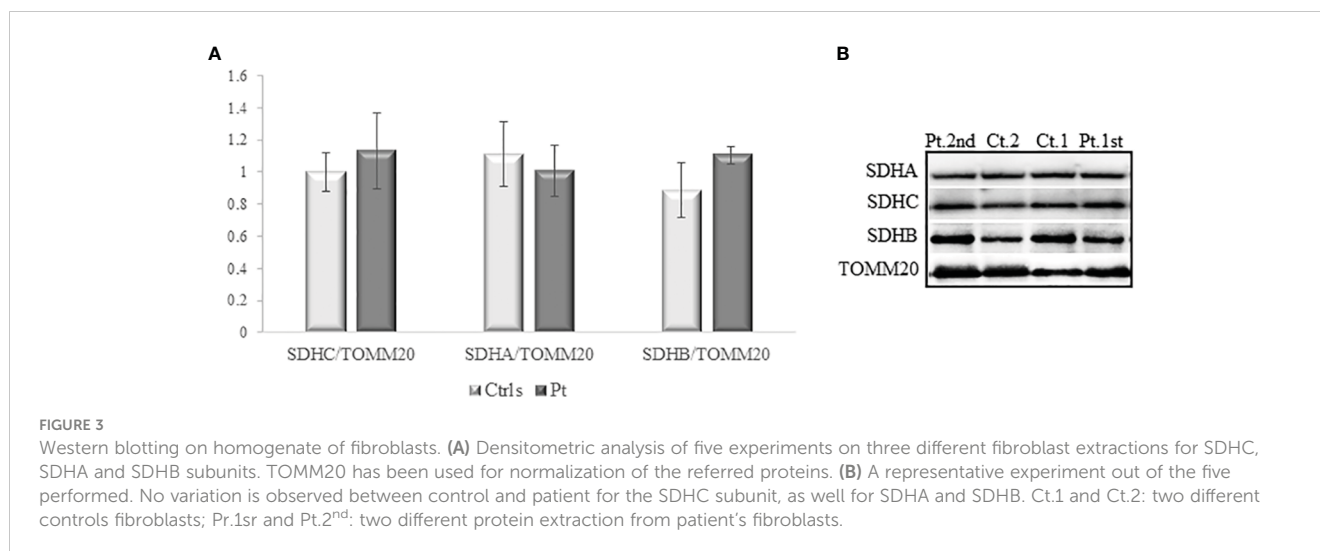 A
1.6
1.4
1.2
1
0.8
0.6
0.4
0.2
0
SDHC/TOMM20 SDHA/TOMM20 SDHB/TOMM20
Ctrls Pt
B
Pt.2nd Ct.2 Ct.1 Pt.1st
SDHA
SDHC
SDHB
TOMM20
FIGURE 3
Western blotting on homogenate of fibroblasts. (A) Densitometric analysis of five experiments on three different fibroblast extractions for SDHC,
SDHA and SDHB subunits. TOMM20 has been used for normalization of the referred proteins. (B) A representative experiment out of the five
performed. No variation is observed between control and patient for the SDHC subunit, as well for SDHA and SDHB. Ct.1 and Ct.2: two different
controls fibroblasts; Pr.1sr and Pt.2nd: two different protein extraction from patient's fibroblasts.